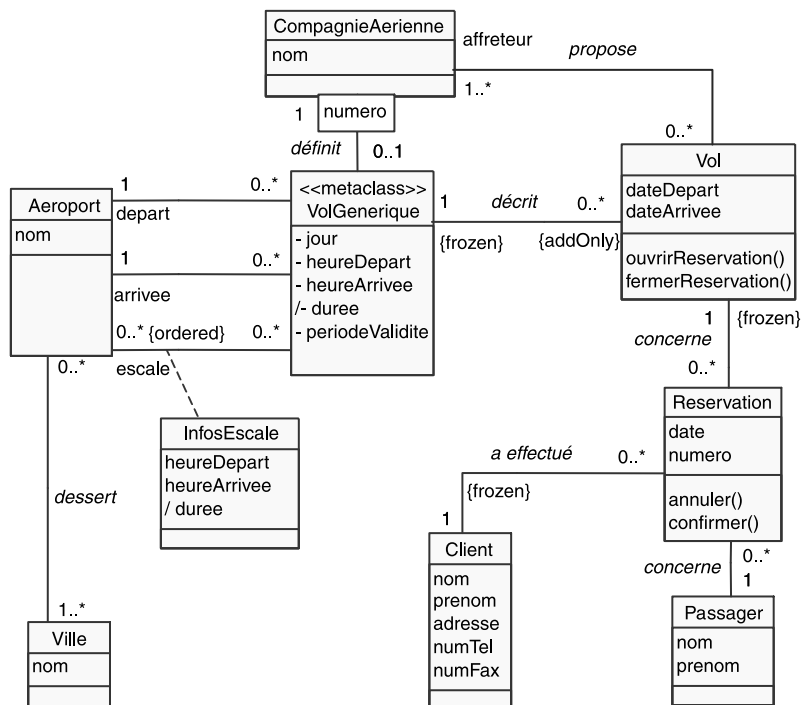 CompagnieAerienne
nom
affreteur
propose
1..*
0..*
1
numero
définit
0..1
Vol
dateDepart
dateArrivee
ouvrirReservation()
fermerReservation()
<<metaclass>>
VolGenerique
- jour
- heureDepart
- heureArrivee
/- duree
- periodeValidite
1
décrit
0..*
{frozen}
{addOnly}
Aeroport
nom
1
0..*
depart
1
0..*
arrivee
0..* {ordered}
0..*
escale
0..*
1
{frozen}
concerne
0..*
InfosEscale
heureDepart
heureArrivee
/ duree
Reservation
date
numero
annuler()
confirmer()
a effectué
0..*
{frozen}
1
dessert
Client
nom
prenom
adresse
numTel
numFax
0..*
concerne
1
Passager
nom
prenom
1..*
Ville
nom